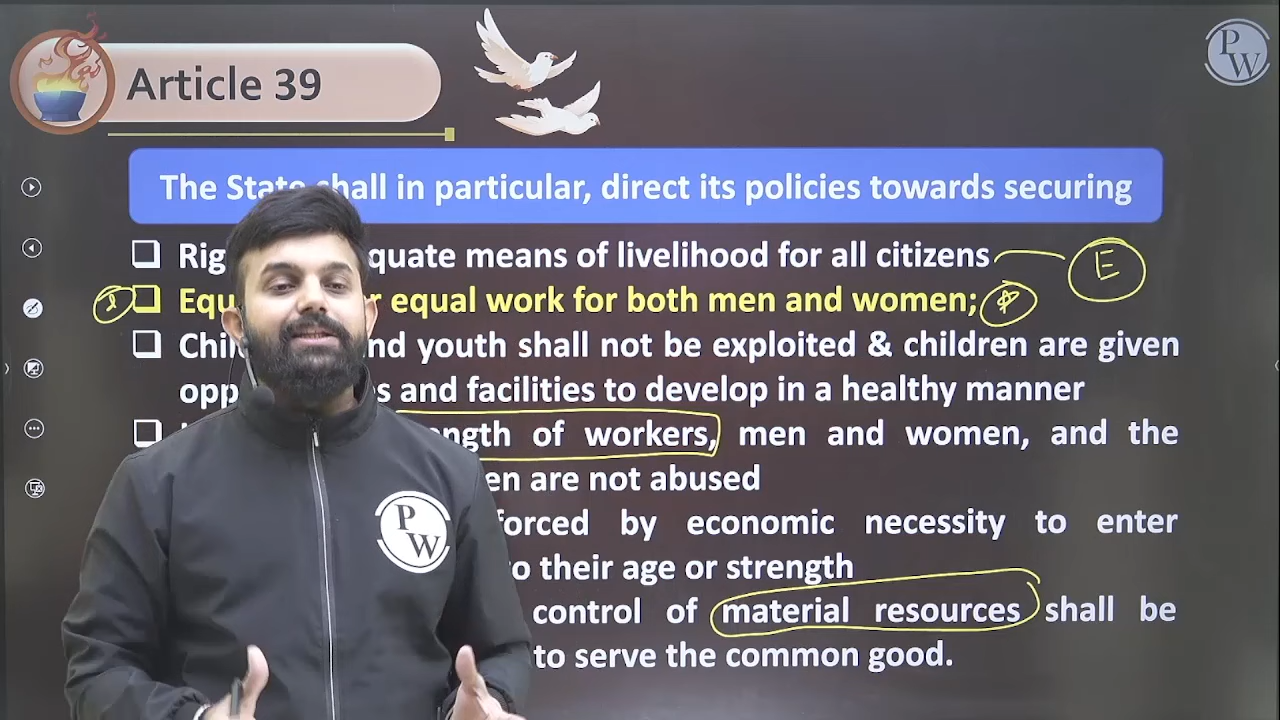 Article 39
PW
The State shall in particular, direct its policies towards securing
Rig quate means of livelihood for all citizens
E
Equ r equal work for both men and women;
Chi nd youth shall not be exploited & children are given
opp s and facilities to develop in a healthy manner
ngth of workers, men and women, and the
en are not abused
PW
forced by economic necessity to enter
to their age or strength
control of material resources shall be
to serve the common good.